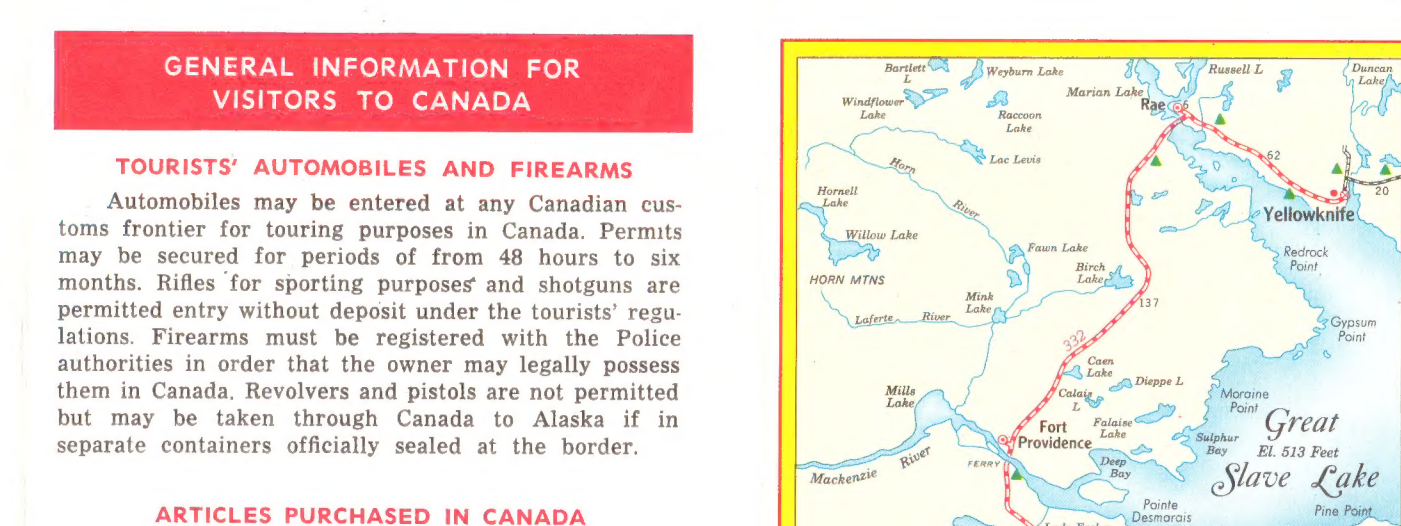 GENERAL INFORMATION FOR
VISITORS TO CANADA
TOURISTS' AUTOMOBILES AND FIREARMS
Automobiles may be entered at any Canadian cus-
toms frontier for touring purposes in Canada. Permits
may be secured for periods of from 48 hours to six
months. Rifles for sporting purposes and shotguns are
permitted entry without deposit under the tourists' regu-
lations. Firearms must be registered with the Police
authorities in order that the owner may legally possess
them in Canada. Revolvers and pistols are not permitted
but may be taken through Canada to Alaska if in
separate containers officially sealed at the border.
ARTICLES PURCHASED IN CANADA
Bartlett
L
Weyburn Lake
Russell L
Duncan
Lake
Marian Lake
Windflower
Lake
Rae
6
Raccoon
Lake
Lac Levis
62
Horn
River
20
Hornell
Lake
Yellowknife
Willow Lake
Fawn Lake
Redrock
Point
HORN MTNS
Birch
Lake
Mink
Lake
137
Laferte River
Gypsum
Point
332
Caen
Lake
Dieppe L
Mills
Lake
Calais
L
Moraine
Point
Great
El. 513 Feet
Slave Lake
Fort
Providence
Falaise
Lake
Sulphur
Bay
Mackenzie River
FERRY
Deep
Bay
Pointe
Desmarais
Pine Point